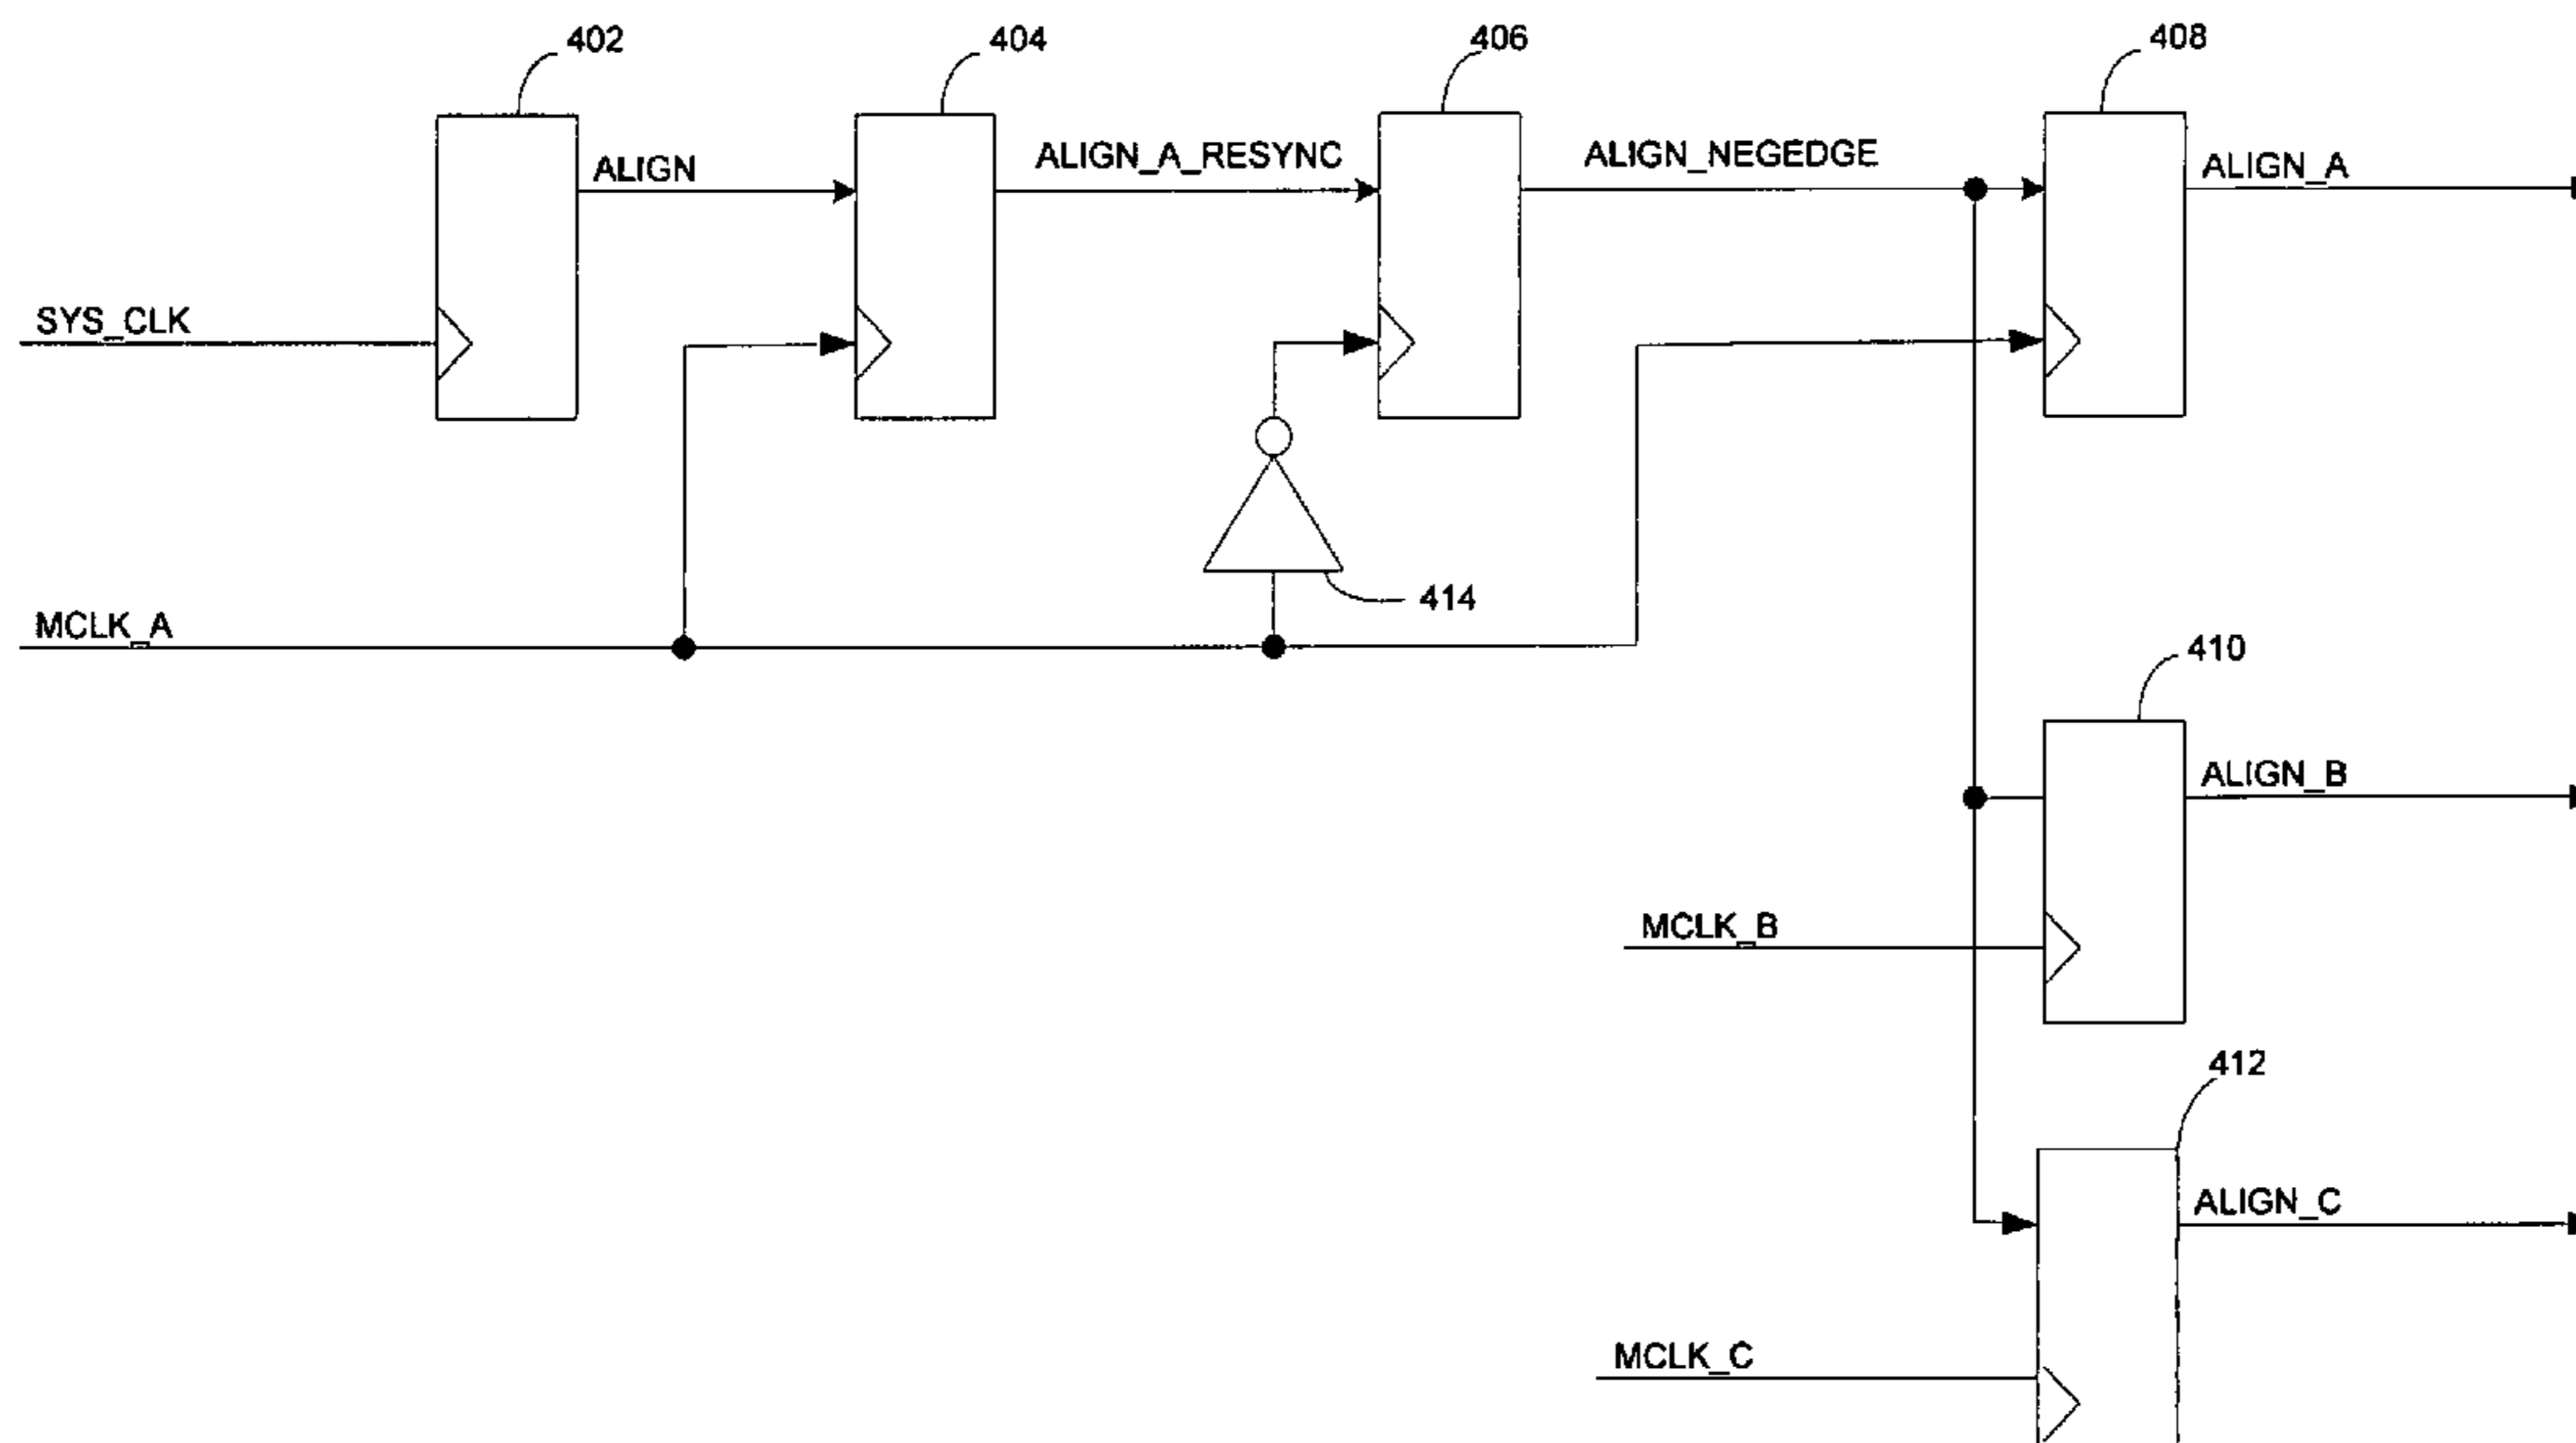 402
404
406
408
ALIGN
ALIGN_A_RESYNC
ALIGN_NEGEDGE
ALIGN_A
SYS_CLK
414
MCLK_A
410
ALIGN_B
MCLK_B
412
ALIGN_C
MCLK_C